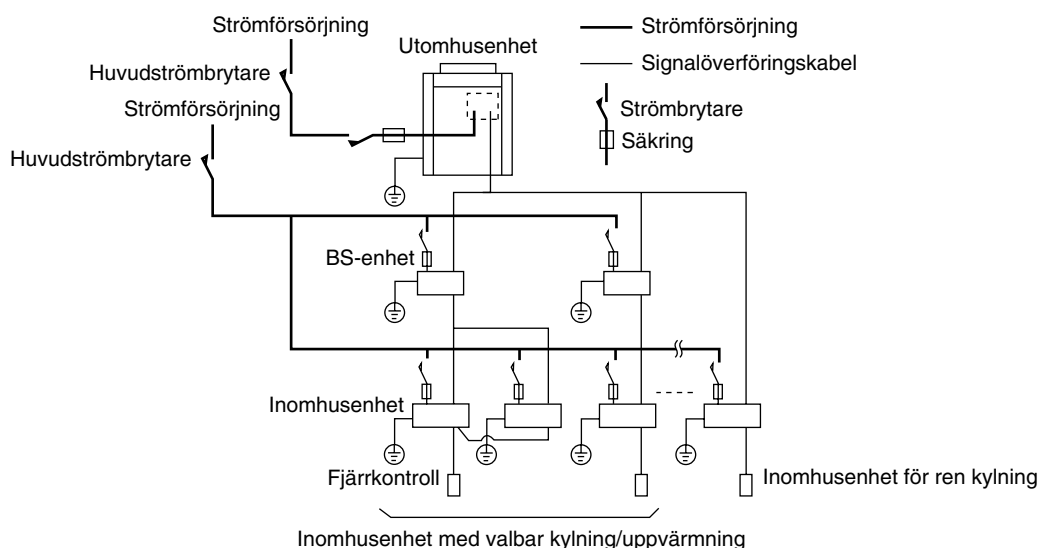 Strömförsörjning
Utomhusenhet
Huvudströmbrytare
Strömförsörjning
Huvudströmbrytare
Strömförsörjning
Signalöverföringskabel
Strömbrytare
Säkring
BS-enhet
Inomhusenhet
Fjärrkontroll
Inomhusenhet för ren kylning
Inomhusenhet med valbar kylning/uppvärmning